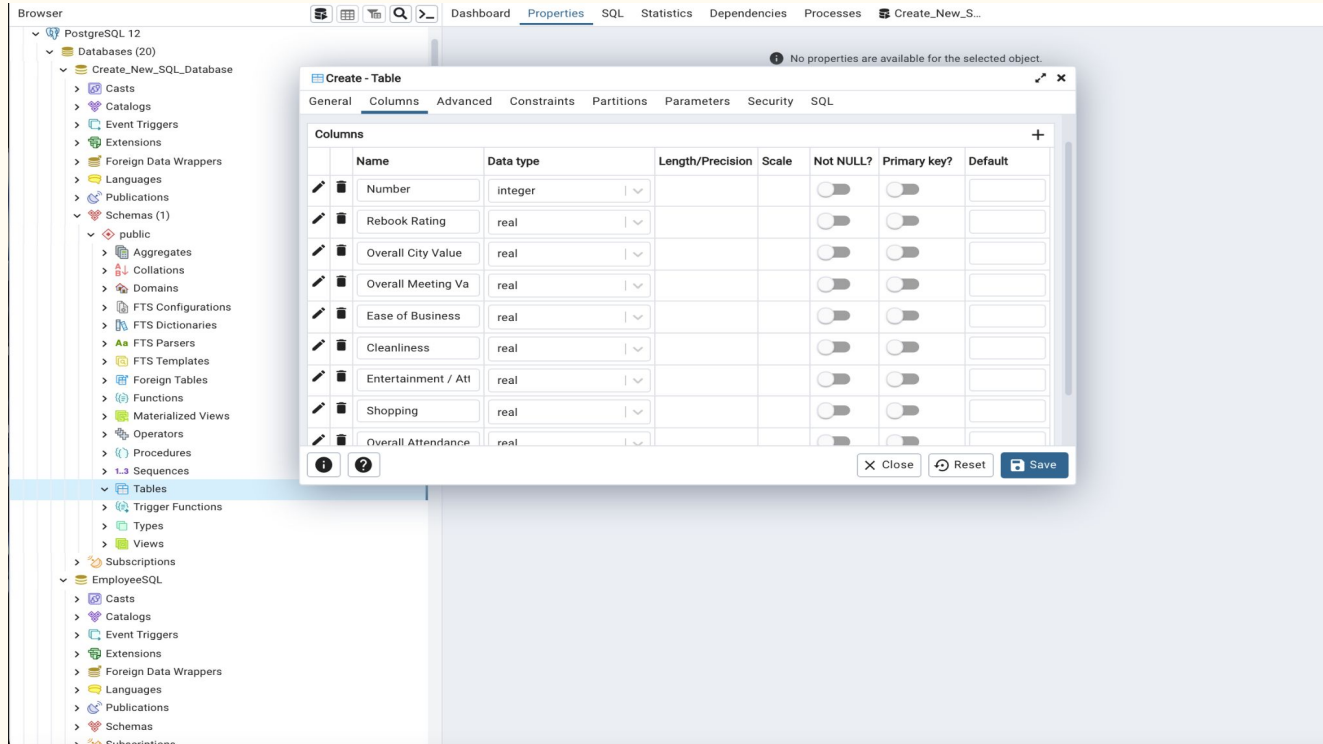 Browser
Dashboard Properties SQL Statistics Dependencies Processes Create_New_S...
PostgreSQL 12
Databases (20)
Create_New_SQL_Database
Casts
Catalogs
Event Triggers
Extensions
Foreign Data Wrappers
Languages
Publications
Schemas (1)
public
Aggregates
Collations
Domains
FTS Configurations
FTS Dictionaries
Aa FTS Parsers
FTS Templates
Foreign Tables
Functions
Materialized Views
Operators
Procedures
1..3 Sequences
Tables
Trigger Functions
Types
Views
Subscriptions
EmployeeSQL
Casts
Catalogs
Event Triggers
Extensions
Foreign Data Wrappers
Languages
Publications
Schemas
Subscriptions
No properties are available for the selected object.
Create - Table
General Columns Advanced Constraints Partitions Parameters Security SQL
Columns
Name Data type Length/Precision Scale Not NULL? Primary key? Default
Number integer
Rebook Rating real
Overall City Value real
Overall Meeting Va real
Ease of Business real
Cleanliness real
Entertainment / Att real
Shopping real
Overall Attendance real
Close Reset Save